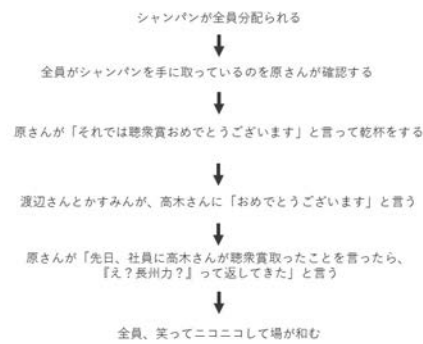 シャンパンが全員分配られる
全員がシャンパンを手に取っているのを原さんが確認する
原さんが「それでは聴衆賞おめでとうございます」と言って乾杯をする
渡辺さんとかすみんが、高木さんに「おめでとうございます」と言う
原さんが「先日、社員に高木さんが聴衆賞取ったことを言ったら、
『え？長州力？』って返してきた」と言う
全員、笑ってニコニコして場が和む